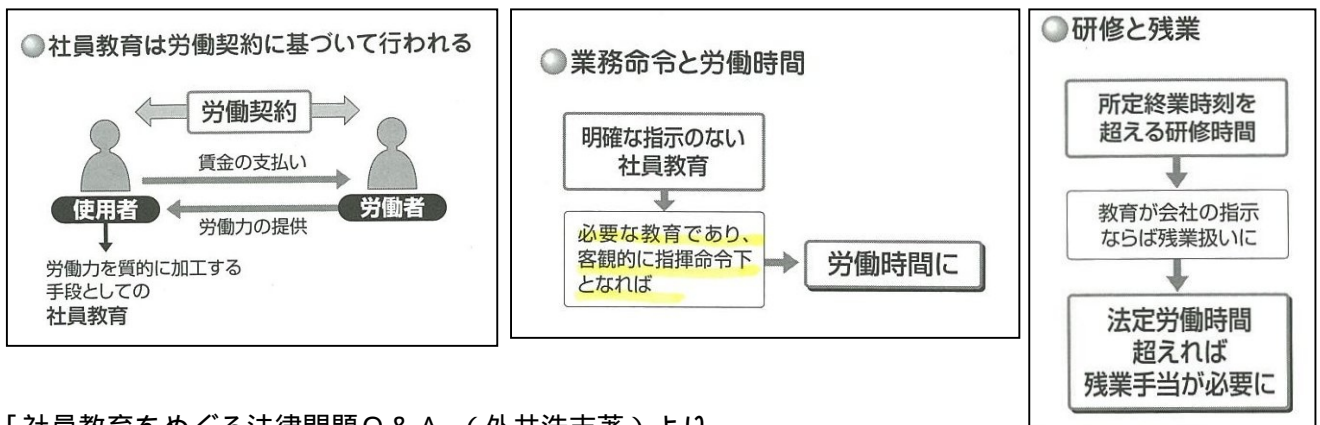 社員教育は労働契約に基づいて行われる
労働契約
賃金の支払い
使用者
労働者
労働力の提供
労働力を質的に加工する
手段としての
社員教育
業務命令と労働時間
明確な指示のない
社員教育
必要な教育であり、
客観的に指揮命令下
となれば
労働時間に
研修と残業
所定終業時刻を
超える研修時間
教育が会社の指示
ならば残業扱いに
法定労働時間
超えれば
残業手当が必要に